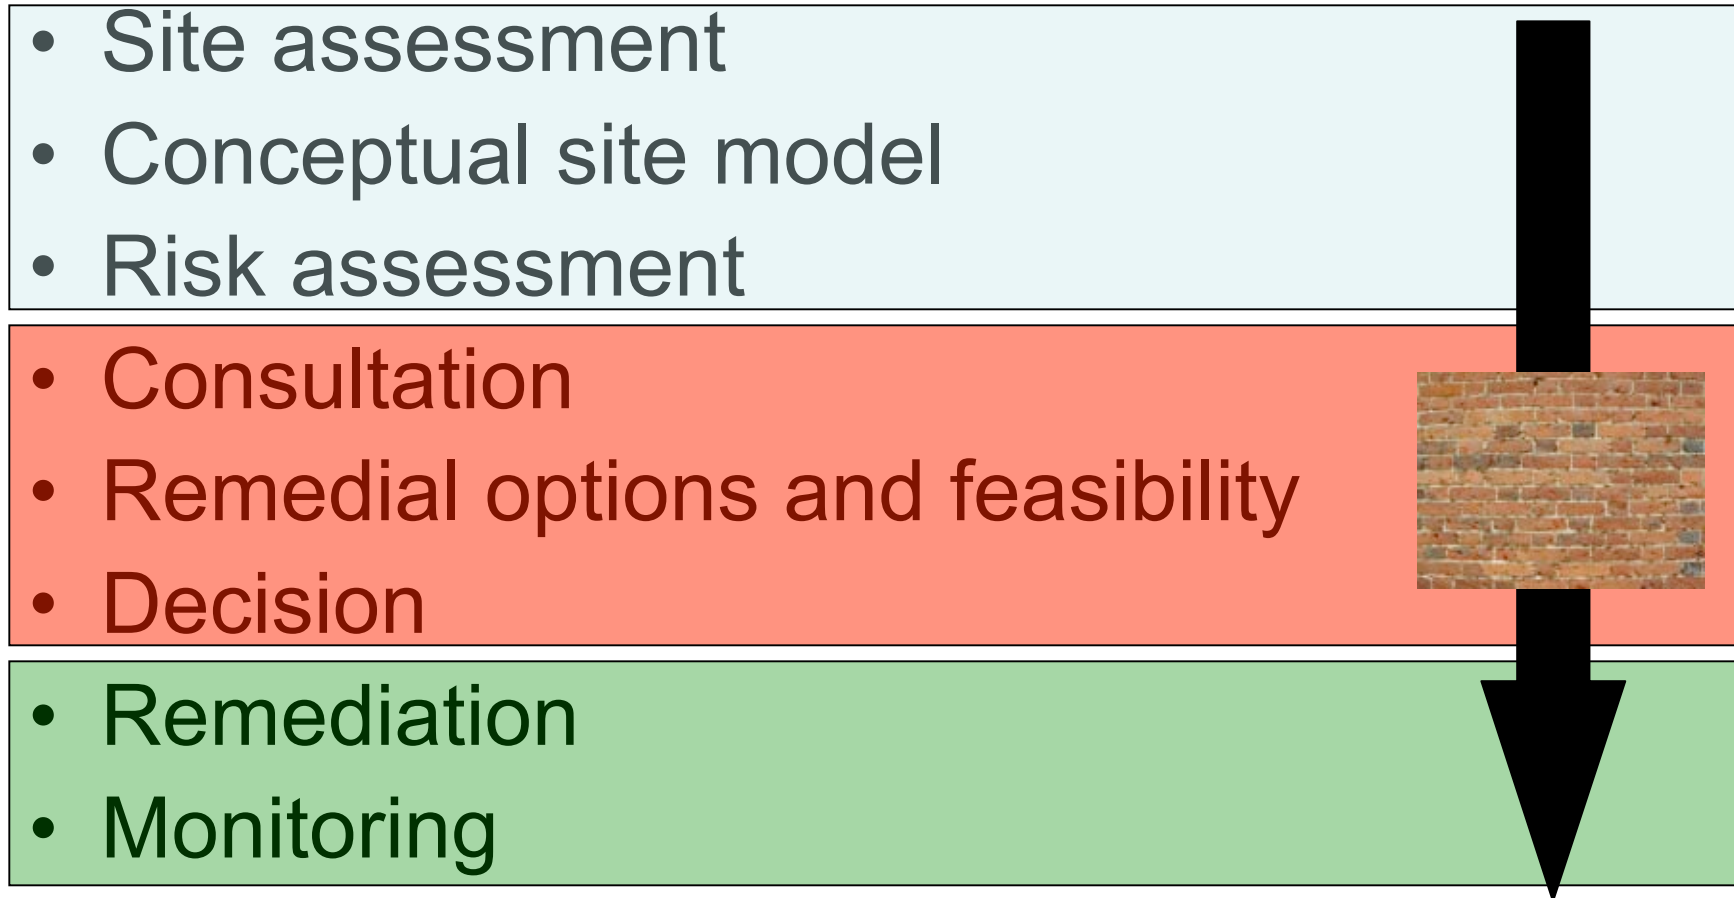 • Site assessment
• Conceptual site model
• Risk assessment
• Consultation
• Remedial options and feasibility
• Decision
• Remediation
• Monitoring